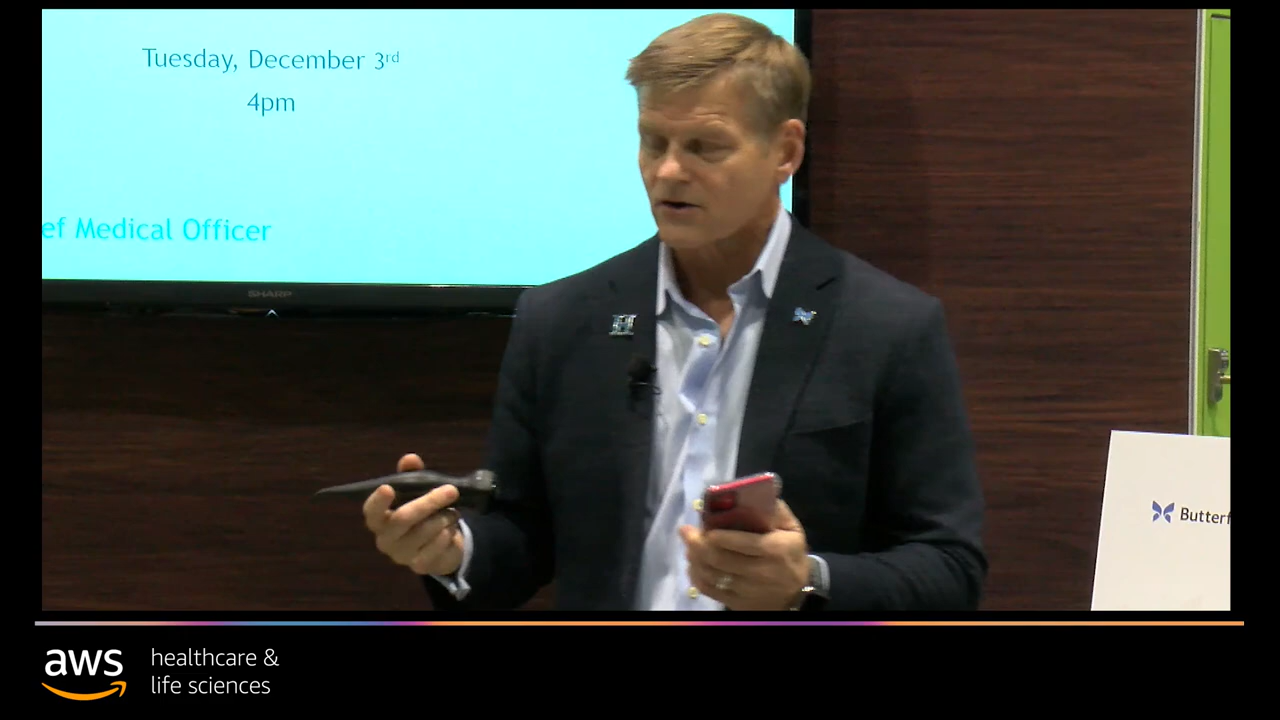 Tuesday, December 3rd
4pm
ef Medical Officer
SHARP
H
Butterf
aws
healthcare &
life sciences